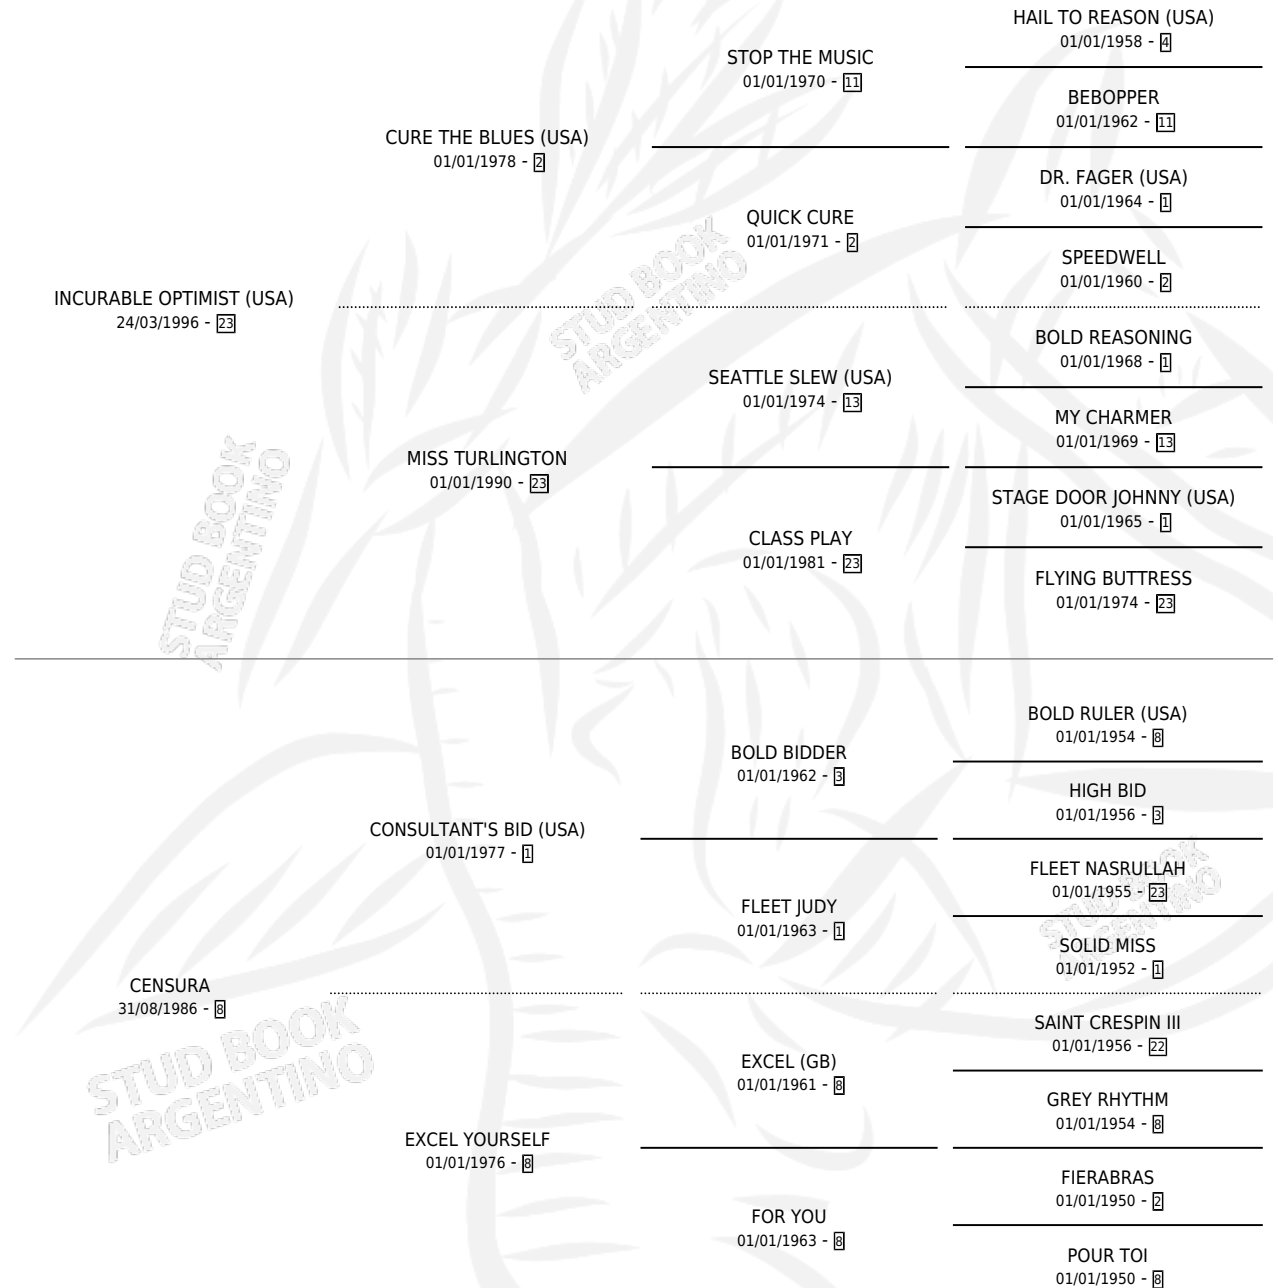 HAIL TO REASON (USA)
01/01/1958 - 4
STOP THE MUSIC
01/01/1970 - 11
BEBOPPER
01/01/1962 - 11
CURE THE BLUES (USA)
01/01/1978 - 2
DR. FAGER (USA)
01/01/1964 - 1
QUICK CURE
01/01/1971 - 2
SPEEDWELL
01/01/1960 - 2
INCURABLE OPTIMIST (USA)
24/03/1996 - 23
BOLD REASONING
01/01/1968 - 1
SEATTLE SLEW (USA)
01/01/1974 - 13
MY CHARMER
01/01/1969 - 13
MISS TURLINGTON
01/01/1990 - 23
STAGE DOOR JOHNNY (USA)
01/01/1965 - 1
CLASS PLAY
01/01/1981 - 23
FLYING BUTTRESS
01/01/1974 - 23
BOLD RULER (USA)
01/01/1954 - 8
BOLD BIDDER
01/01/1962 - 3
HIGH BID
01/01/1956 - 3
CONSULTANT'S BID (USA)
01/01/1977 - 1
FLEET NASRULLAH
01/01/1955 - 23
FLEET JUDY
01/01/1963 - 1
SOLID MISS
01/01/1952 - 1
CENSURA
31/08/1986 - 8
SAINT CRESPIN III
01/01/1956 - 22
EXCEL (GB)
01/01/1961 - 8
GREY RHYTHM
01/01/1954 - 8
EXCEL YOURSELF
01/01/1976 - 8
FIERABRAS
01/01/1950 - 2
FOR YOU
01/01/1963 - 8
POUR TOI
01/01/1950 - 8
STUD BOOK
ARGENTINO
STUD BOOK
ARGENTINO
STUD BOOK
ARGENTINO
STUD BOOK
ARGENTINO